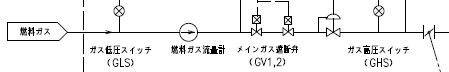 燃料ガス
ガス低圧スイッチ
(GLS)
燃料ガス流量計
メインガス遮断弁
(GV1,2)
ガス高圧スイッチ
(GHS)